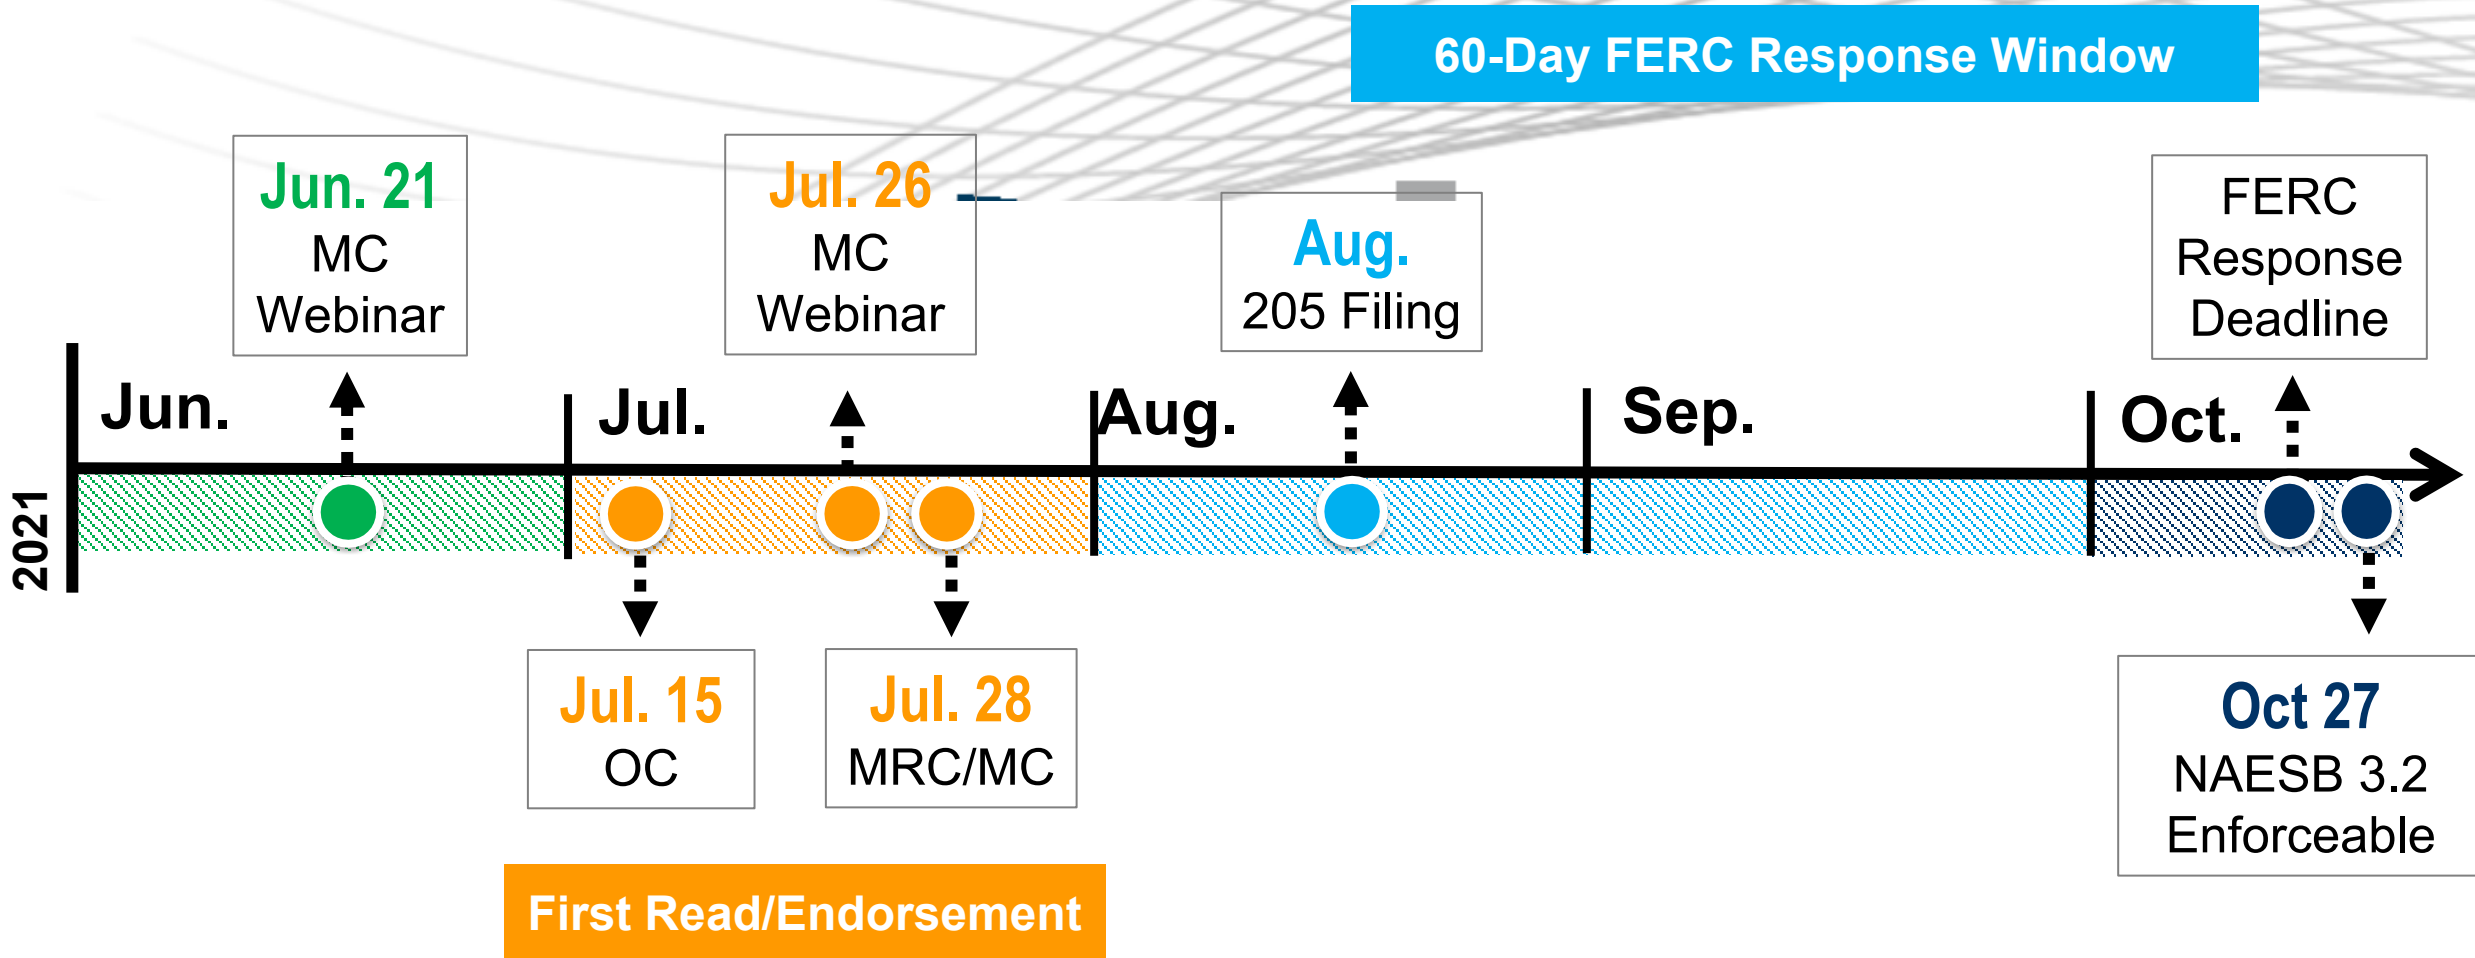 60-Day FERC Response Window
Jun. 21
MC
Webinar
Jul. 26
MC
Webinar
Aug.
205 Filing
FERC
Response
Deadline
Jun.
Jul.
Aug.
Sep.
Oct.
2021
Jul. 15
OC
Jul. 28
MRC/MC
Oct 27
NAESB 3.2
Enforceable
First Read/Endorsement